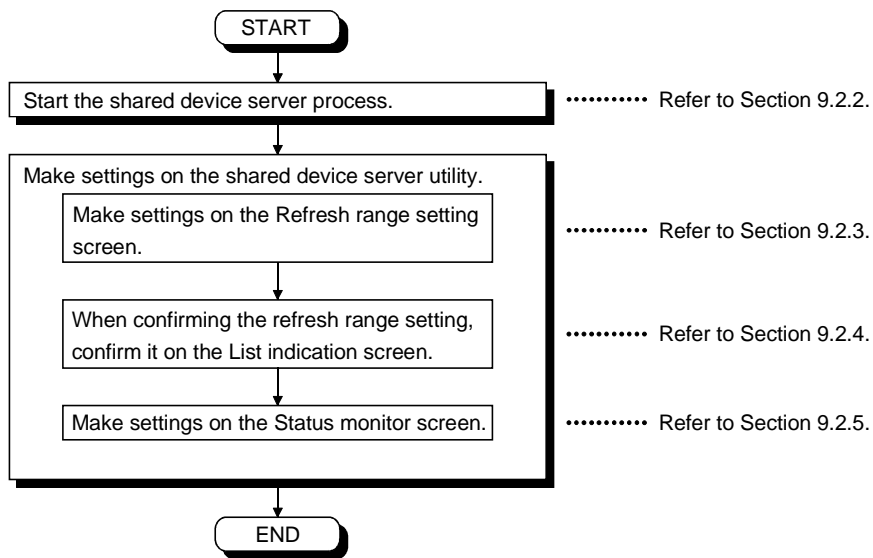 START
Start the shared device server process. ··········· Refer to Section 9.2.2.
Make settings on the shared device server utility.
Make settings on the Refresh range setting
screen.
··········· Refer to Section 9.2.3.
When confirming the refresh range setting,
confirm it on the List indication screen.
··········· Refer to Section 9.2.4.
Make settings on the Status monitor screen. ··········· Refer to Section 9.2.5.
END